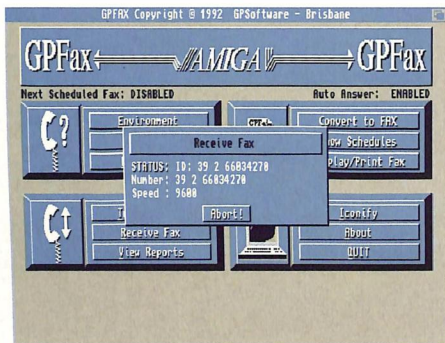 GPFAX Copyright © 1992 GPSoftware - Brisbane
GPFax AMIGA GPFax
Next Scheduled Fax: DISABLED Auto Answer: ENABLED
Environment
Convert to FAX
Schedules
Print Fax
Receive Fax
STATUS: ID: 39 2 66034270
Number: 39 2 66034270
Speed : 9600
Abort!
Iconify
Receive Fax
About
View Reports
QUIT